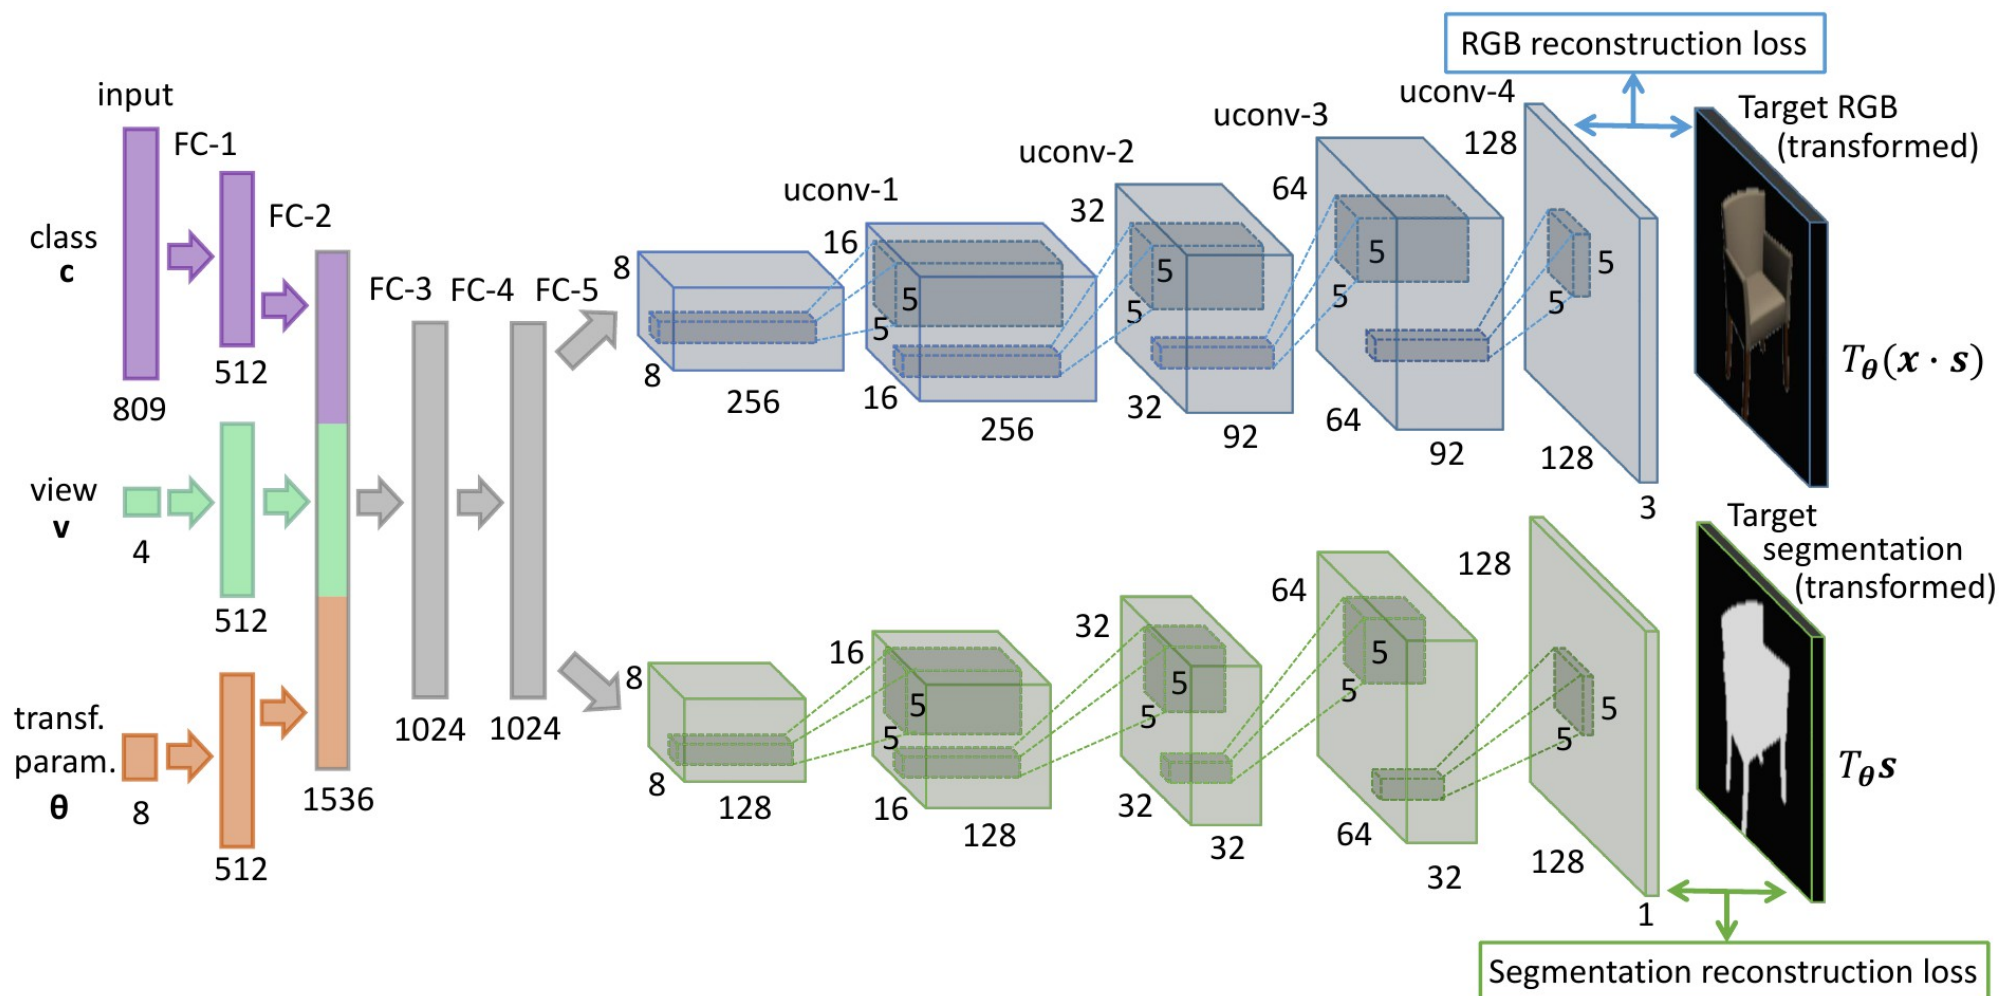 input
FC-1
FC-2
class
c
809
512
view
v
4
512
transf.
param.
θ
8
512
1536
FC-3
FC-4
FC-5
1024
1024
uconv-1
uconv-2
uconv-3
uconv-4
8
8
256
16
5
5
16
256
32
5
5
32
92
64
5
5
64
92
128
5
5
128
3
RGB reconstruction loss
Target RGB
(transformed)
T_θ(x · s)
8
8
128
16
5
5
16
128
32
5
5
32
32
64
5
5
64
32
128
5
5
128
1
Target
segmentation
(transformed)
T_θ s
Segmentation reconstruction loss